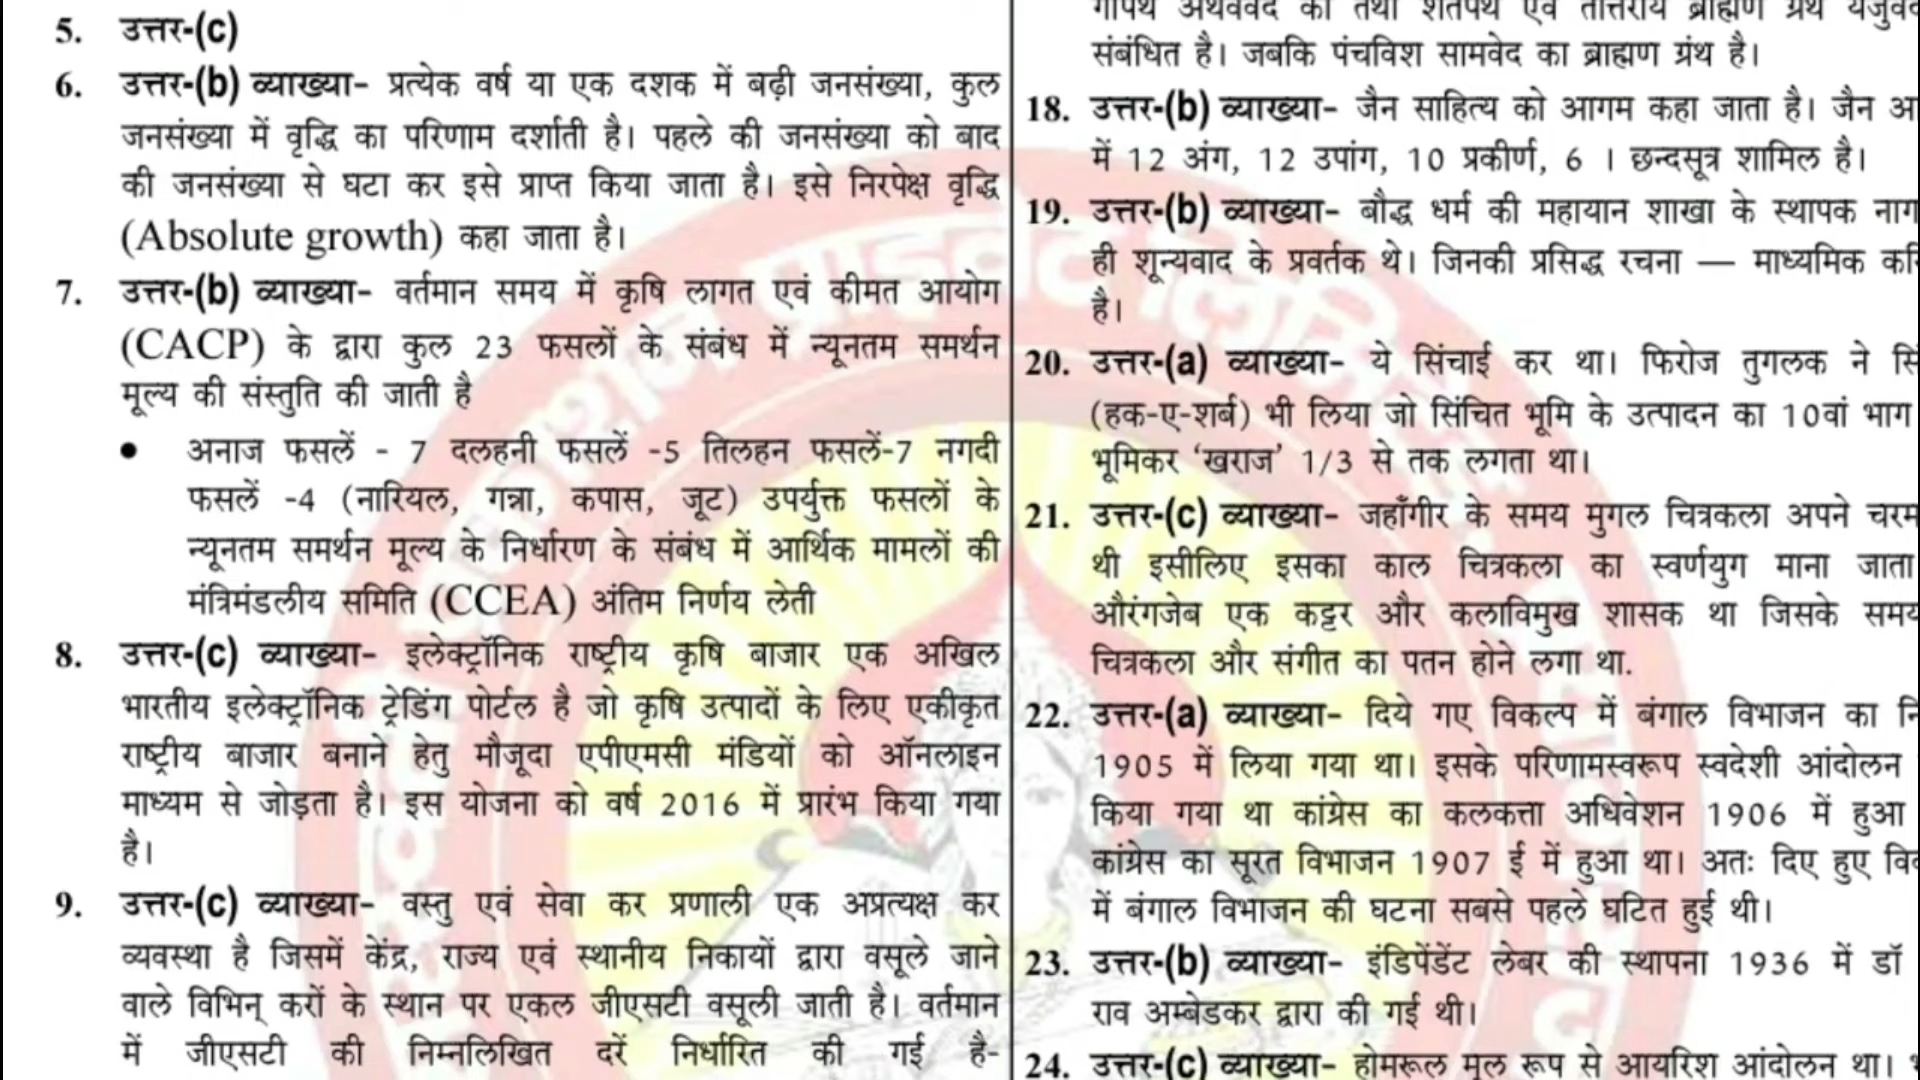 5. उत्तर-(c)
6. उत्तर-(b) व्याख्या- प्रत्येक वर्ष या एक दशक में बढ़ी जनसंख्या, कुल
जनसंख्या में वृद्धि का परिणाम दर्शाती है। पहले की जनसंख्या को बाद
की जनसंख्या से घटा कर इसे प्राप्त किया जाता है। इसे निरपेक्ष वृद्धि
(Absolute growth) कहा जाता है।
7. उत्तर-(b) व्याख्या- वर्तमान समय में कृषि लागत एवं कीमत आयोग
(CACP) के द्वारा कुल 23 फसलों के संबंध में न्यूनतम समर्थन
मूल्य की संस्तुति की जाती है
• अनाज फसलें - 7 दलहनी फसलें -5 तिलहन फसलें-7 नगदी
फसलें -4 (नारियल, गन्ना, कपास, जूट) उपर्युक्त फसलों के
न्यूनतम समर्थन मूल्य के निर्धारण के संबंध में आर्थिक मामलों की
मंत्रिमंडलीय समिति (CCEA) अंतिम निर्णय लेती
8. उत्तर-(c) व्याख्या- इलेक्ट्रॉनिक राष्ट्रीय कृषि बाजार एक अखिल
भारतीय इलेक्ट्रॉनिक ट्रेडिंग पोर्टल है जो कृषि उत्पादों के लिए एकीकृत
राष्ट्रीय बाजार बनाने हेतु मौजूदा एपीएमसी मंडियों को ऑनलाइन
माध्यम से जोड़ता है। इस योजना को वर्ष 2016 में प्रारंभ किया गया
है।
9. उत्तर-(c) व्याख्या- वस्तु एवं सेवा कर प्रणाली एक अप्रत्यक्ष कर
व्यवस्था है जिसमें केंद्र, राज्य एवं स्थानीय निकायों द्वारा वसूले जाने
वाले विभिन् करों के स्थान पर एकल जीएसटी वसूली जाती है। वर्तमान
में जीएसटी की निम्नलिखित दरें निर्धारित की गई है-
गोपथ अथर्ववेद का तथा शतपथ एवं तैत्तिरीय ब्राह्मण ग्रंथ
संबंधित है। जबकि पंचविश सामवेद का ब्राह्मण ग्रंथ है।
18. उत्तर-(b) व्याख्या- जैन साहित्य को आगम कहा जाता है। जैन
में 12 अंग, 12 उपांग, 10 प्रकीर्ण, 6 । छन्दसूत्र शामिल है।
19. उत्तर-(b) व्याख्या- बौद्ध धर्म की महायान शाखा के स्थापक
ही शून्यवाद के प्रवर्तक थे। जिनकी प्रसिद्ध रचना — माध्यमिक
है।
20. उत्तर-(a) व्याख्या- ये सिंचाई कर था। फिरोज तुगलक ने
(हक-ए-शर्ब) भी लिया जो सिंचित भूमि के उत्पादन का 10वां भाग
भूमिकर ‘खराज’ 1/3 से तक लगता था।
21. उत्तर-(c) व्याख्या- जहाँगीर के समय मुगल चित्रकला अपने
थी इसीलिए इसका काल चित्रकला का स्वर्णयुग माना जाता
औरंगजेब एक कट्टर और कलाविमुख शासक था जिसके
चित्रकला और संगीत का पतन होने लगा था.
22. उत्तर-(a) व्याख्या- दिये गए विकल्प में बंगाल विभाजन का
1905 में लिया गया था। इसके परिणामस्वरूप स्वदेशी आंदोलन
किया गया था कांग्रेस का कलकत्ता अधिवेशन 1906 में हुआ
कांग्रेस का सूरत विभाजन 1907 ई में हुआ था। अतः दिए हुए
में बंगाल विभाजन की घटना सबसे पहले घटित हुई थी।
23. उत्तर-(b) व्याख्या- इंडिपेंडेंट लेबर की स्थापना 1936 में डॉ
राव अम्बेडकर द्वारा की गई थी।
24. उत्तर-(c) व्याख्या- होमरूल मूल रूप से आयरिश आंदोलन था।